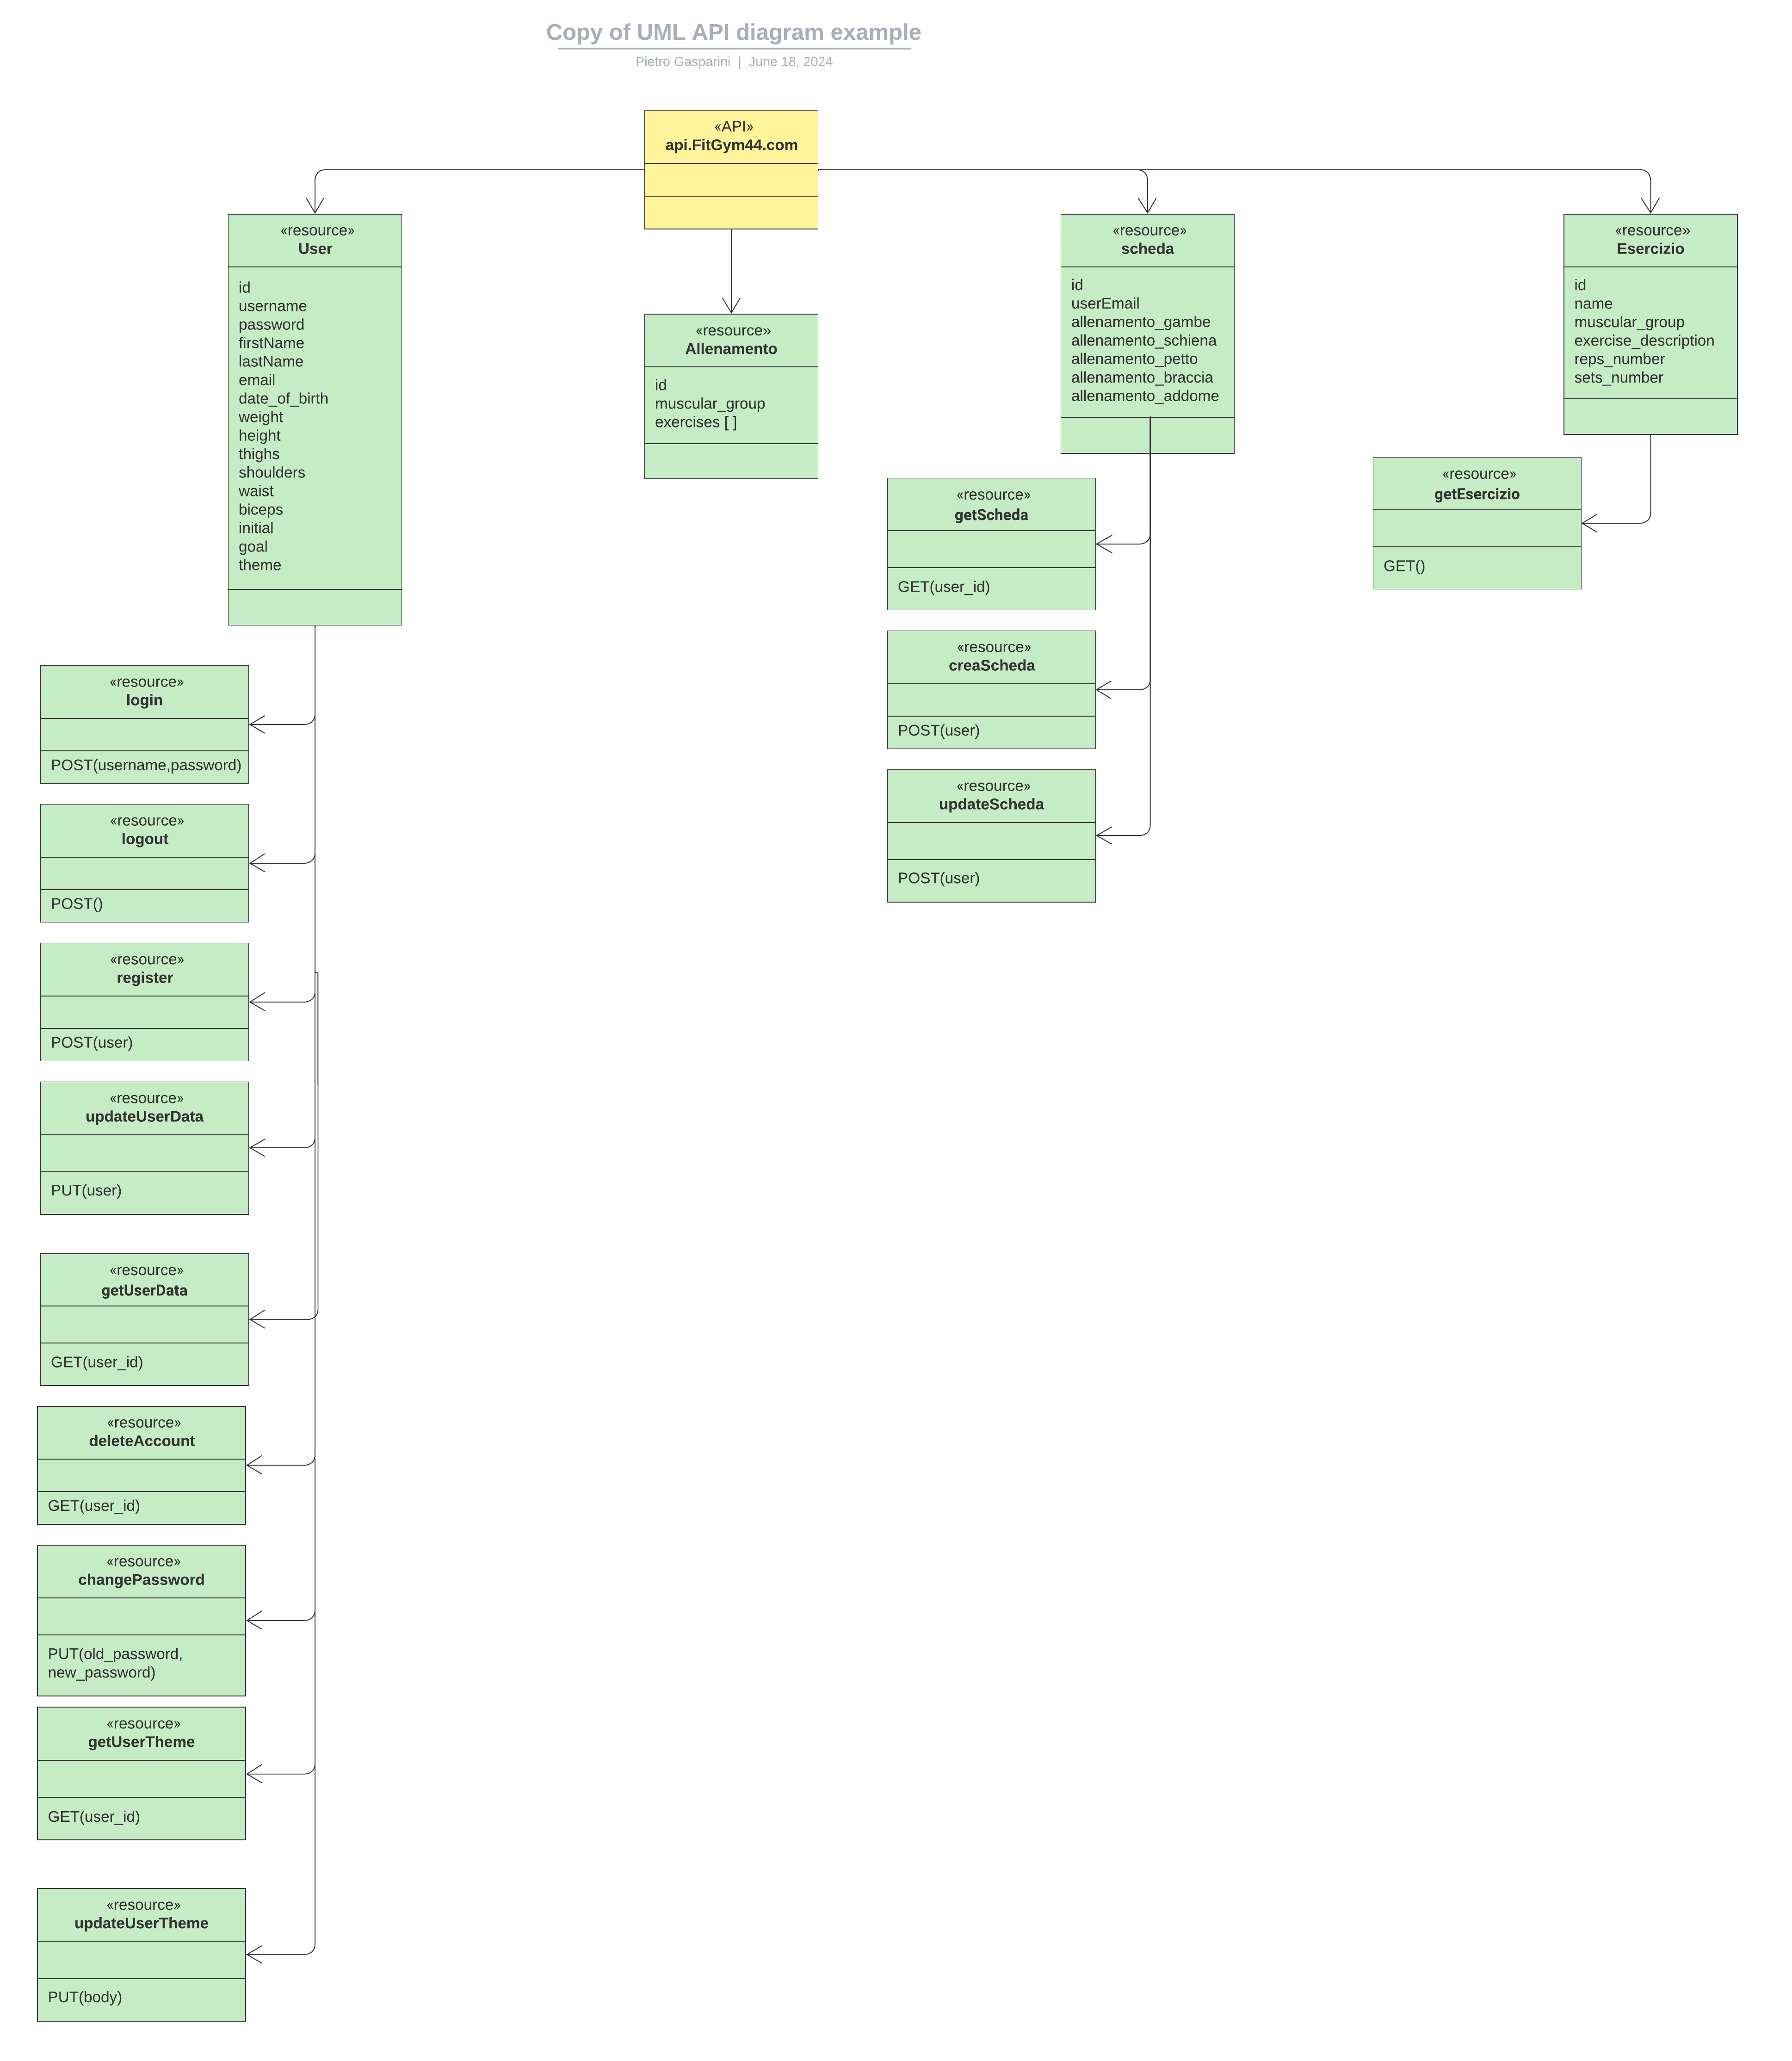 Copy of UML API diagram example
Pietro Gasparini | June 18, 2024
«API»
api.FitGym44.com
«resource»
User
id
username
password
firstName
lastName
email
date_of_birth
weight
height
thighs
shoulders
waist
biceps
initial
goal
theme
«resource»
Allenamento
id
muscular_group
exercises [ ]
«resource»
scheda
id
userEmail
allenamento_gambe
allenamento_schiena
allenamento_petto
allenamento_braccia
allenamento_addome
«resource»
Esercizio
id
name
muscular_group
exercise_description
reps_number
sets_number
«resource»
getScheda
GET(user_id)
«resource»
creaScheda
POST(user)
«resource»
updateScheda
POST(user)
«resource»
getEsercizio
GET()
«resource»
login
POST(username,password)
«resource»
logout
POST()
«resource»
register
POST(user)
«resource»
updateUserData
PUT(user)
«resource»
getUserData
GET(user_id)
«resource»
deleteAccount
GET(user_id)
«resource»
changePassword
PUT(old_password,
new_password)
«resource»
getUserTheme
GET(user_id)
«resource»
updateUserTheme
PUT(body)